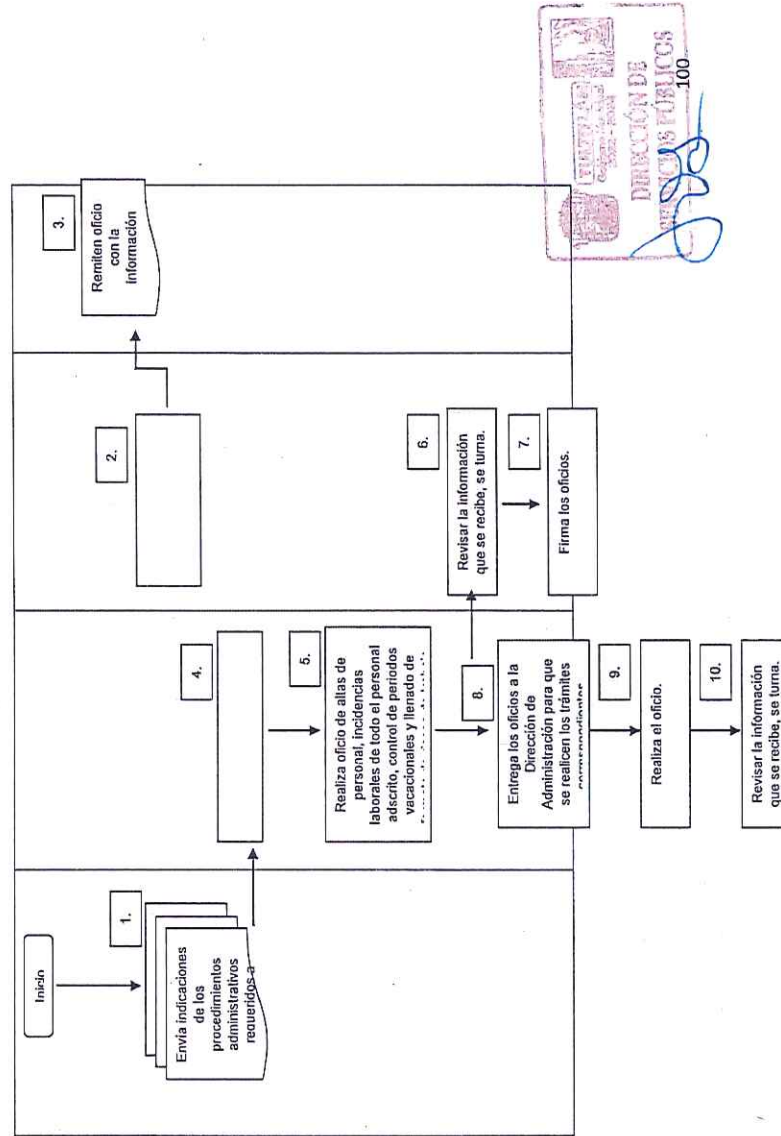 Inicio
1.
Envía indicaciones
de los
procedimientos
administrativos
requeridos a
2.
3.
Remiten oficio
con la
Información
4.
5.
Realiza oficio de altas de
personal, incidencias
laborales de todo el personal
adscrito, control de periodos
vacacionales y llenado de
6.
Revisar la información
que se recibe, se turna.
7.
Firma los oficios.
8.
Entrega los oficios a la
Dirección de
Administración para que
se realicen los trámites
correspondientes
9.
Realiza el oficio.
10.
Revisar la información
que se recibe, se turna.
DIRECCIÓN DE
SERVICIOS PÚBLICOS
100